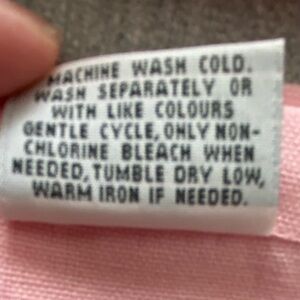 MACHINE WASH COLD.
WASH SEPARATELY OR
WITH LIKE COLOURS
GENTLE CYCLE, ONLY NON-
CHLORINE BLEACH WHEN
NEEDED, TUMBLE DRY LOW,
WARM IRON IF NEEDED.